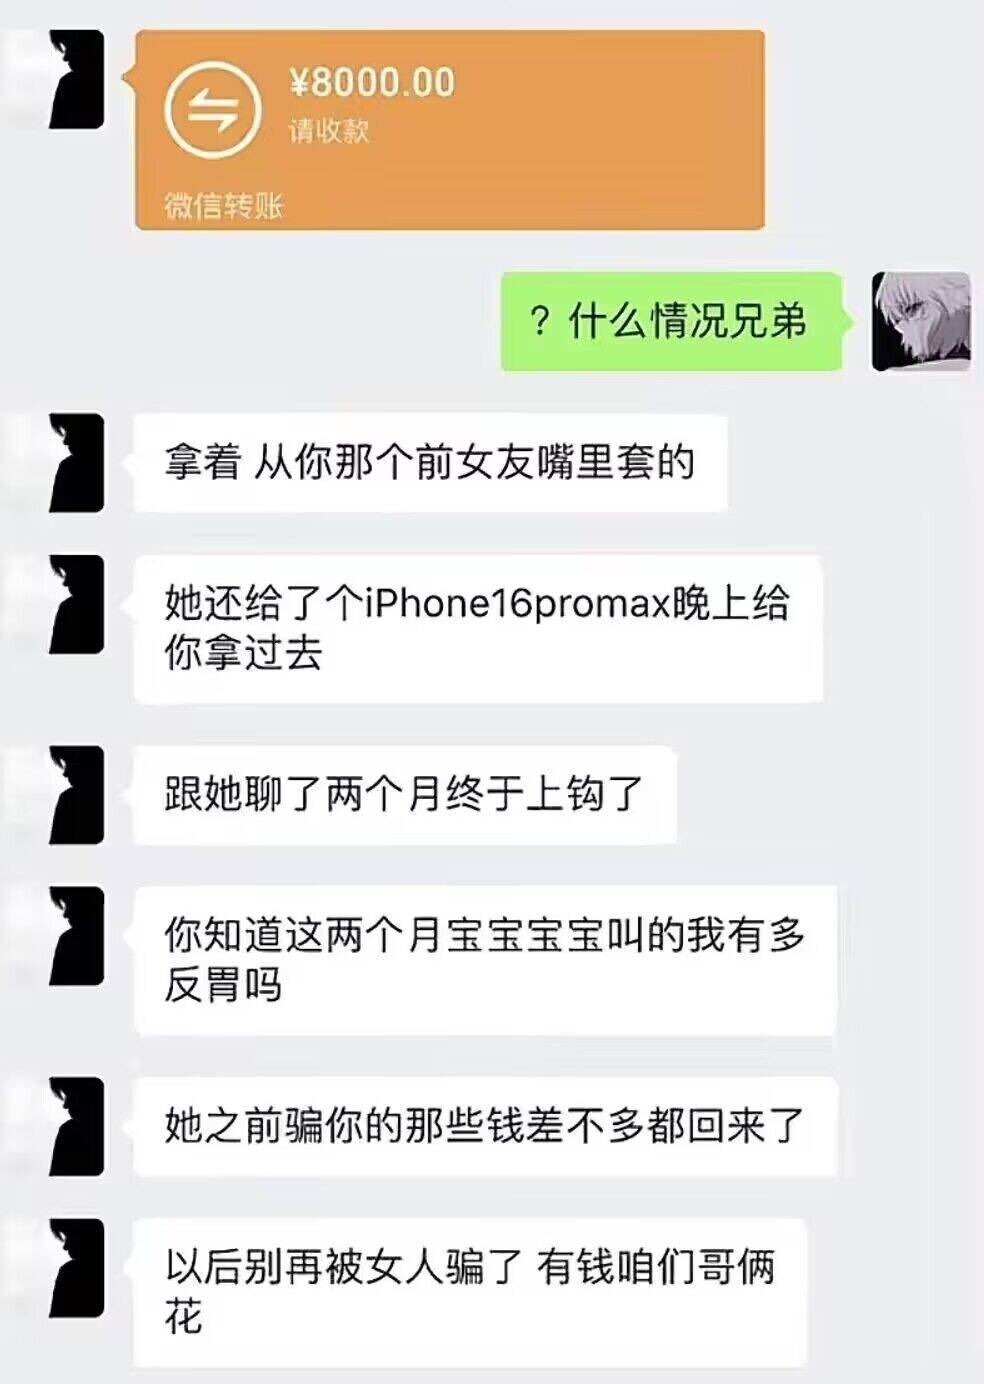 ¥8000.00
请收款
微信转账
？什么情况兄弟
拿着 从你那个前女友嘴里套的
她还给了个iPhone16promax晚上给
你拿过去
跟她聊了两个月终于上钩了
你知道这两个月宝宝宝宝叫的我有多
反胃吗
她之前骗你的那些钱差不多都回来了
以后别再被女人骗了 有钱咱们哥俩
花